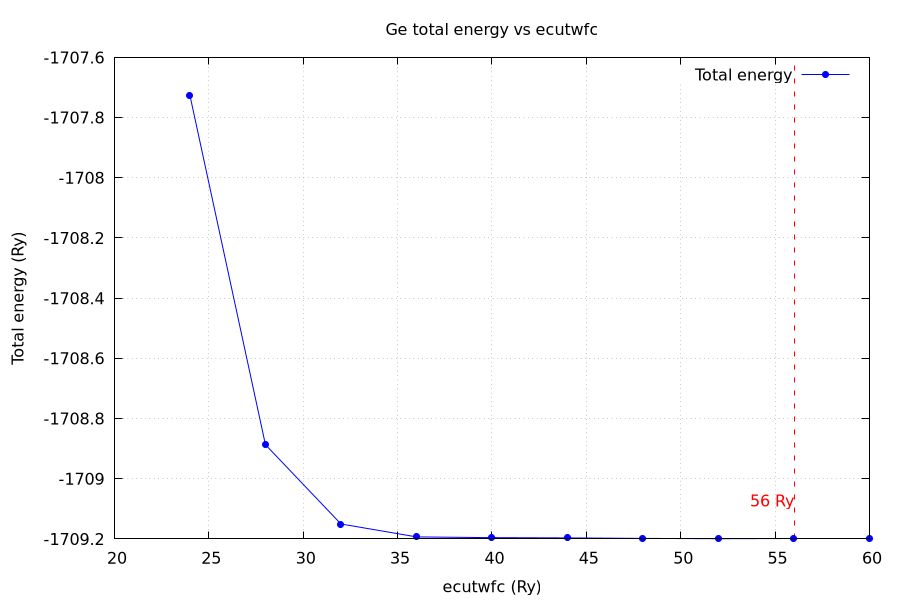 Ge total energy vs ecutwfc
Total energy
-1707.6
-1707.8
-1708
-1708.2
-1708.4
-1708.6
-1708.8
-1709
-1709.2
Total energy (Ry)
56 Ry
20 25 30 35 40 45 50 55 60
ecutwfc (Ry)